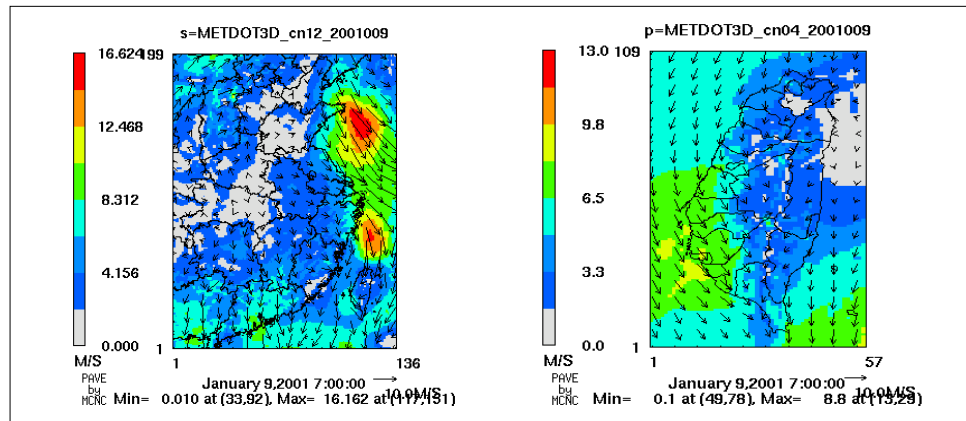 s=METDOT3D_cn12_2001009
16.624
199
12.468
8.312
4.156
0.000
1
M/S
1
136
PAVE
by
MCNC
January 9,2001 7:00:00
10.0M/S
Min= 0.010 at (33,92), Max= 16.162 at (117,151)
p=METDOT3D_cn04_2001009
13.0
109
9.8
6.5
3.3
0.0
1
M/S
1
57
PAVE
by
MCNC
January 9,2001 7:00:00
10.0M/S
Min= 0.1 at (49,78), Max= 8.8 at (13,29)